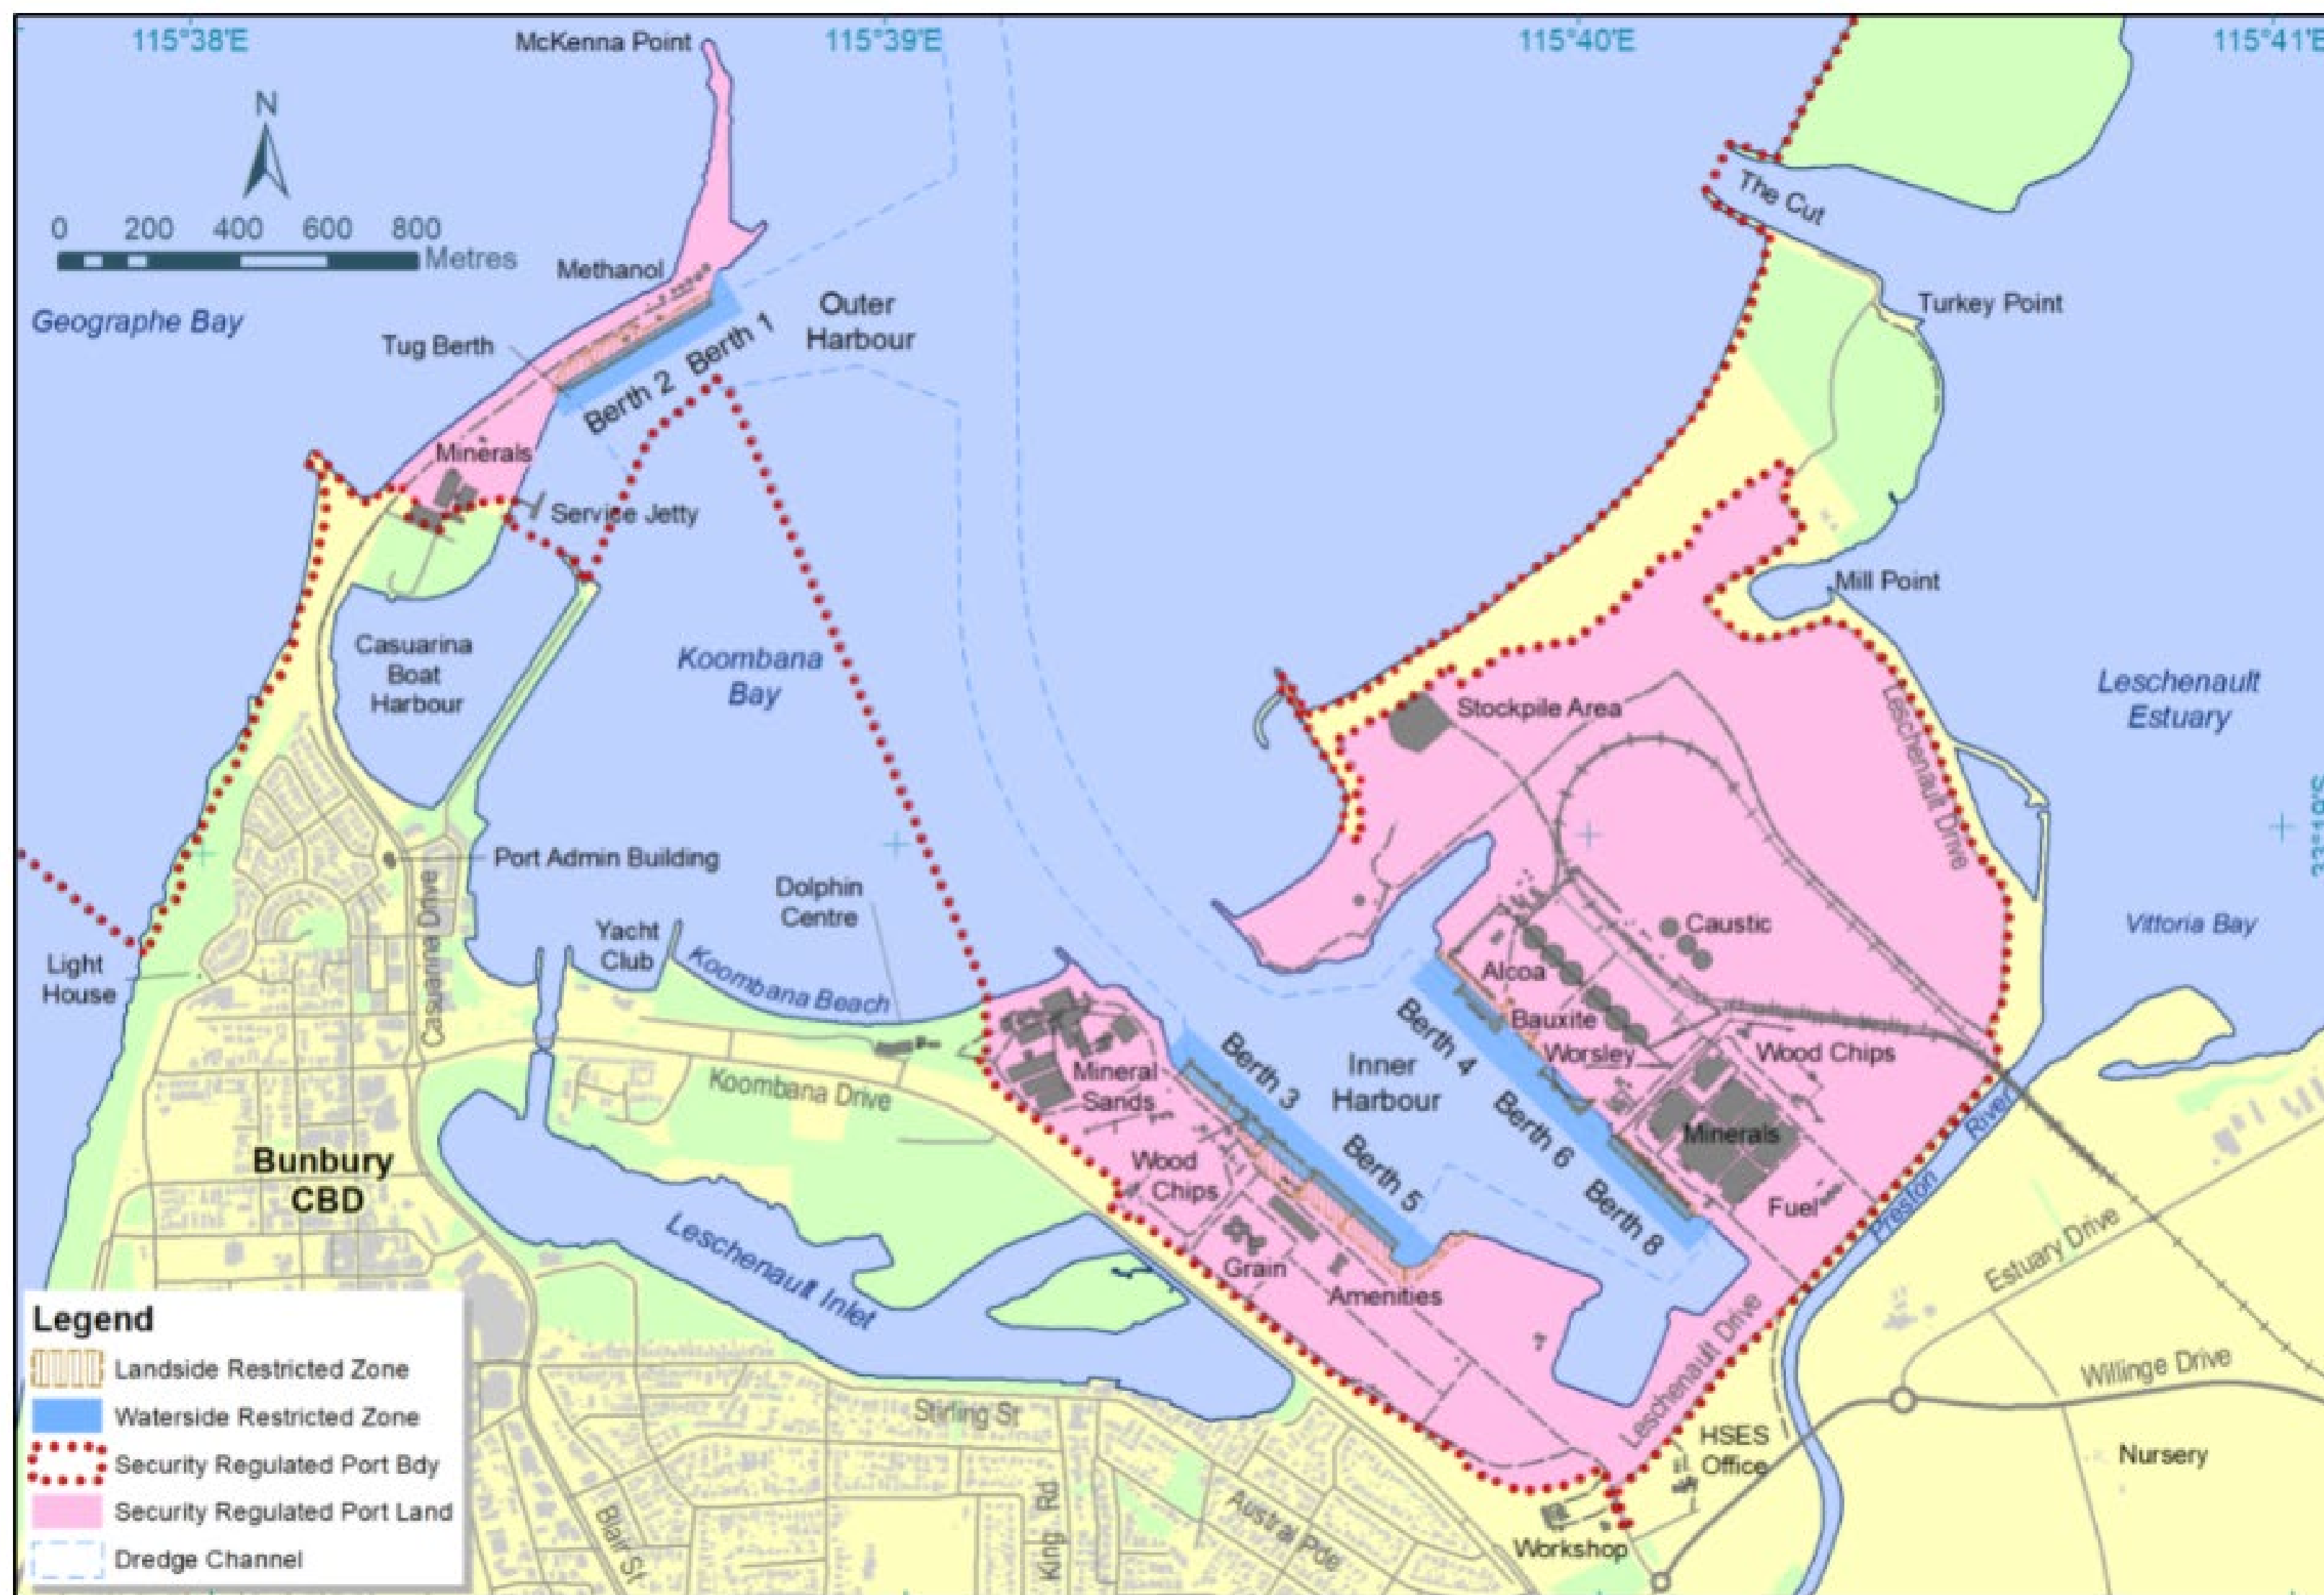 115°38'E
McKenna Point
115°39'E
115°40'E
115°41'E
N
0 200 400 600 800
Metres
The Cut
Geographe Bay
Methanol
Tug Berth
Outer
Harbour
Berth 1
Berth 2
Turkey Point
Minerals
Service Jetty
Mill Point
Casuarina
Boat
Harbour
Koombana
Bay
Stockpile Area
Leschenault
Estuary
Leschenault Drive
33°19'S
Port Admin Building
Casuarina Drive
Dolphin
Centre
Yacht
Club
Koombana Beach
Light
House
Caustic
Alcoa
Bauxite
Worsley
Wood Chips
Vittoria Bay
Berth 3
Berth 4
Inner
Harbour
Berth 5
Berth 6
Berth 8
Mineral
Sands
Koombana Drive
Minerals
Fuel
Preston River
Estuary Drive
Wood
Chips
Grain
Amenities
Bunbury
CBD
Leschenault Inlet
Leschenault Drive
Willinge Drive
Stirling St
HSES
Office
Nursery
Blair St
King Rd
Austral Pde
Workshop
Legend
Landside Restricted Zone
Waterside Restricted Zone
Security Regulated Port Bdy
Security Regulated Port Land
Dredge Channel